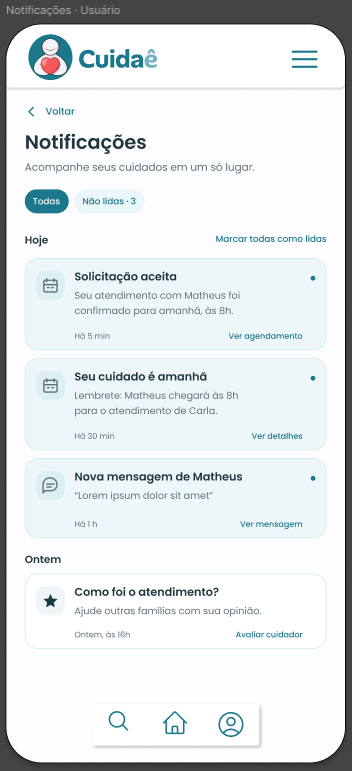 Notificações - Usuário
Cuidaê
Voltar
Notificações
Acompanhe seus cuidados em um só lugar.
Todas
Não lidas · 3
Hoje
Marcar todas como lidas
Solicitação aceita
Seu atendimento com Matheus foi
confirmado para amanhã, às 8h.
Há 5 min
Ver agendamento
Seu cuidado é amanhã
Lembrete: Matheus chegará às 8h
para o atendimento de Carla.
Há 30 min
Ver detalhes
Nova mensagem de Matheus
“Lorem ipsum dolor sit amet”
Há 1 h
Ver mensagem
Ontem
Como foi o atendimento?
Ajude outras famílias com sua opinião.
Ontem, às 16h
Avaliar cuidador